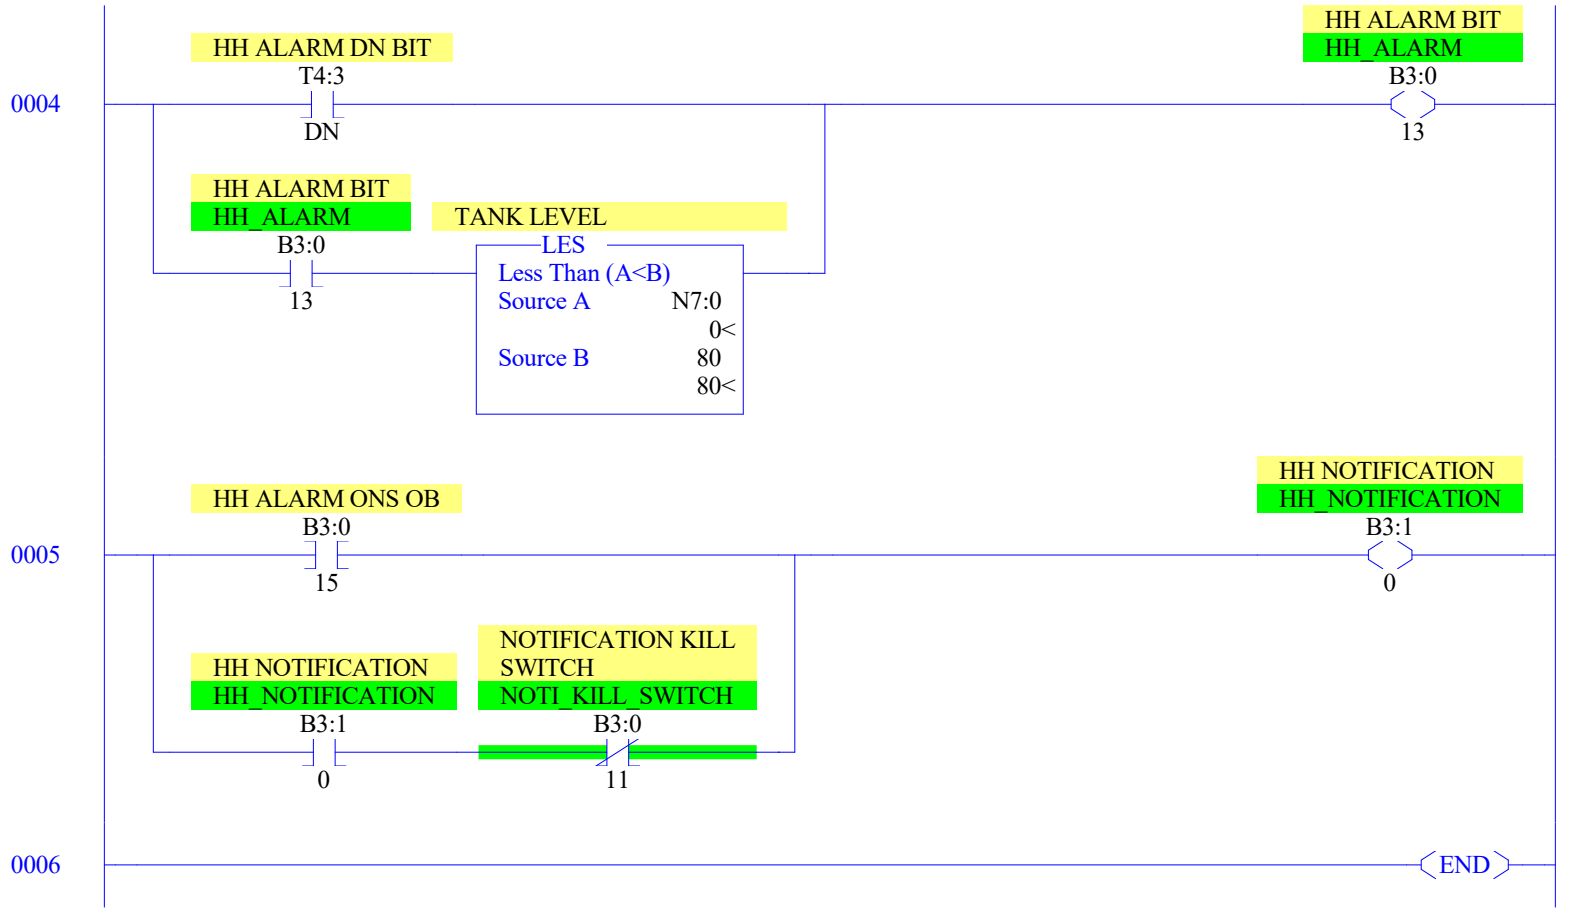 HH ALARM BIT
HH ALARM DN BIT
HH_ALARM
T4:3
B3:0
0004
DN
13
HH ALARM BIT
HH_ALARM
TANK LEVEL
B3:0
LES
Less Than (A<B)
13
Source A
N7:0
0<
Source B
80
80<
HH NOTIFICATION
HH ALARM ONS OB
HH_NOTIFICATION
B3:0
B3:1
0005
15
0
NOTIFICATION KILL
HH NOTIFICATION
SWITCH
HH_NOTIFICATION
NOTI_KILL_SWITCH
B3:1
B3:0
0
11
0006
END